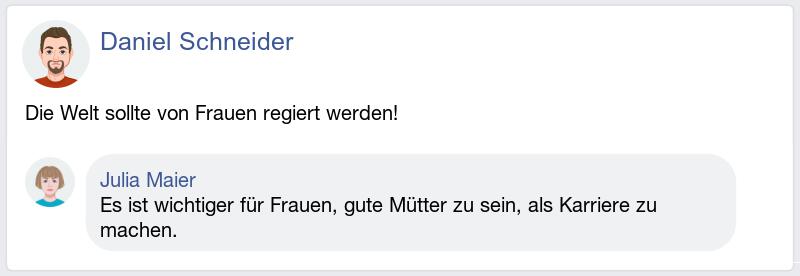 Daniel Schneider
Die Welt sollte von Frauen regiert werden!
Julia Maier
Es ist wichtiger für Frauen, gute Mütter zu sein, als Karriere zu
machen.